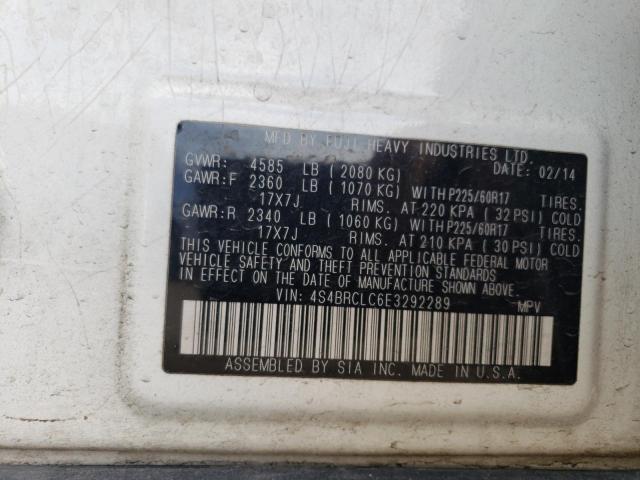 MFD BY FUJI HEAVY INDUSTRIES LTD.
GVWR: 4585 LB (2080 KG) DATE: 02/14
GAWR:F 2360 LB (1070 KG) WITH P225/60R17 TIRES.
17X7J RIMS. AT 220 KPA (32 PSI) COLD
GAWR:R 2340 LB (1060 KG) WITH P225/60R17 TIRES.
17X7J RIMS. AT 210 KPA (30 PSI) COLD
THIS VEHICLE CONFORMS TO ALL APPLICABLE FEDERAL MOTOR
VEHICLE SAFETY, BUMPER, AND THEFT PREVENTION STANDARDS
IN EFFECT ON THE DATE OF MANUFACTURE SHOWN ABOVE.
VIN: 4S4BRCLC6E3292289 MPV
ASSEMBLED BY SIA INC. MADE IN U.S.A.